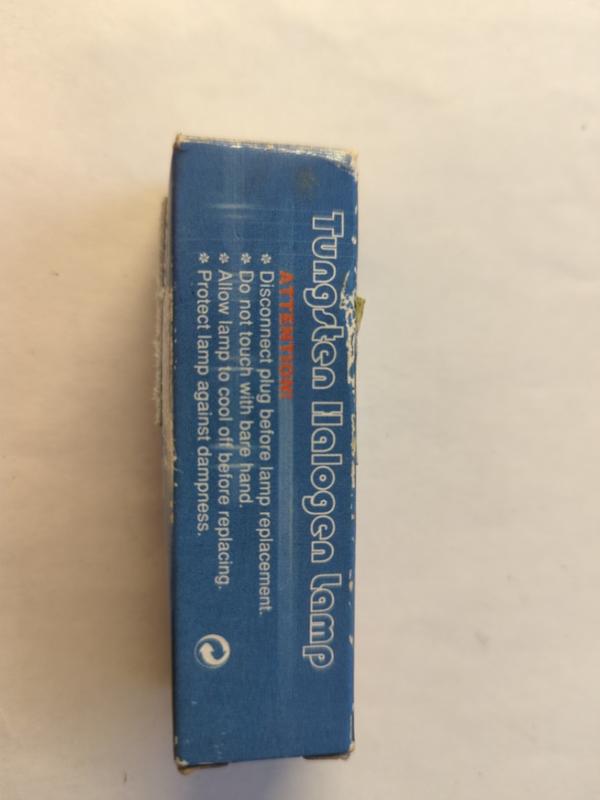 Tungsten Halogen Lamp
ATTENTION!
* Disconnect plug before lamp replacement.
* Do not touch with bare hand.
* Allow lamp to cool off before replacing.
* Protect lamp against dampness.